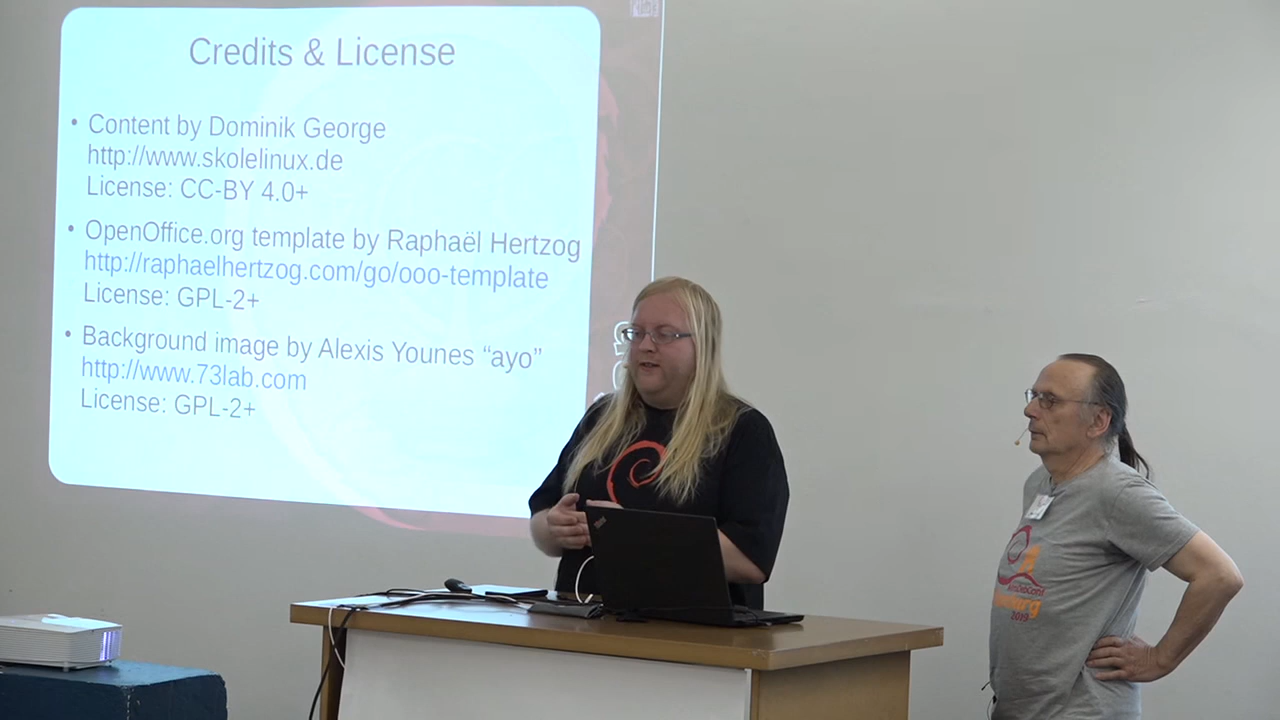 Credits & License
• Content by Dominik George
http://www.skolelinux.de
License: CC-BY 4.0+
• OpenOffice.org template by Raphaël Hertzog
http://raphaelhertzog.com/go/ooo-template
License: GPL-2+
• Background image by Alexis Younes “ayo”
http://www.73lab.com
License: GPL-2+
2019